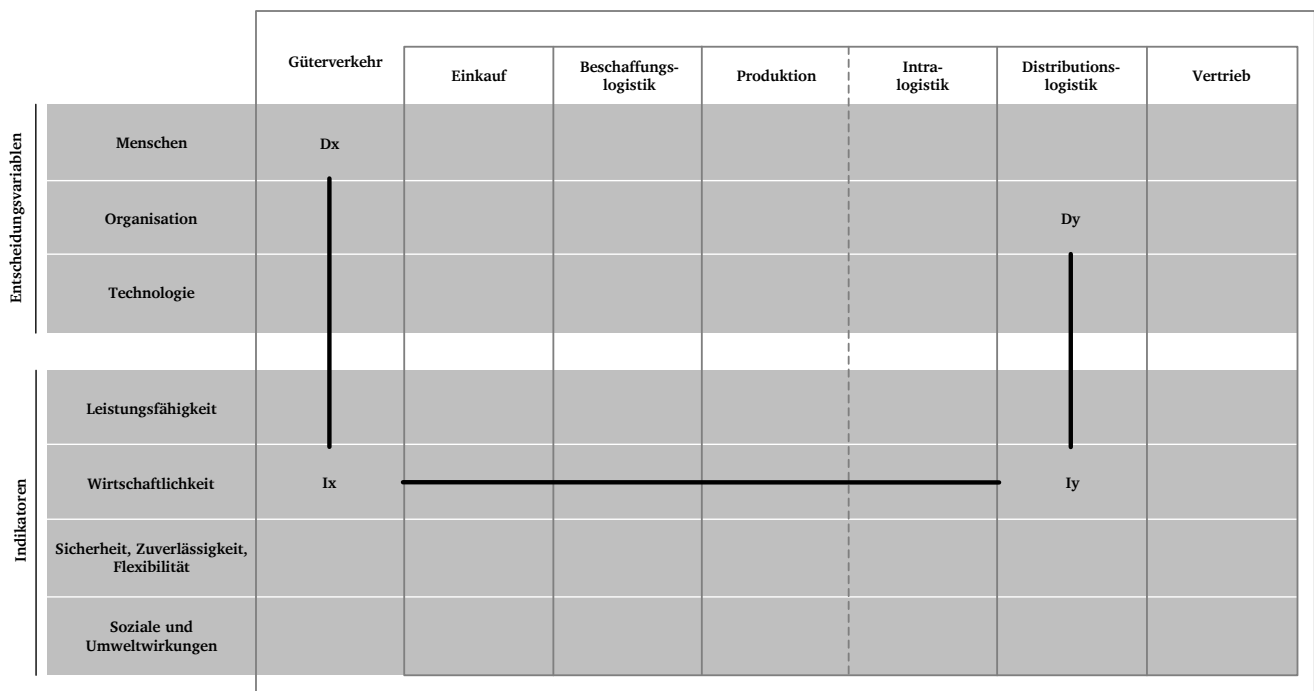 Güterverkehr
Einkauf
Beschaffungs-
logistik
Produktion
Intra-
logistik
Distributions-
logistik
Vertrieb
Entscheidungsvariablen
Menschen
Dx
Organisation
Dy
Technologie
Indikatoren
Leistungsfähigkeit
Wirtschaftlichkeit
Ix
Iy
Sicherheit, Zuverlässigkeit,
Flexibilität
Soziale und
Umweltwirkungen